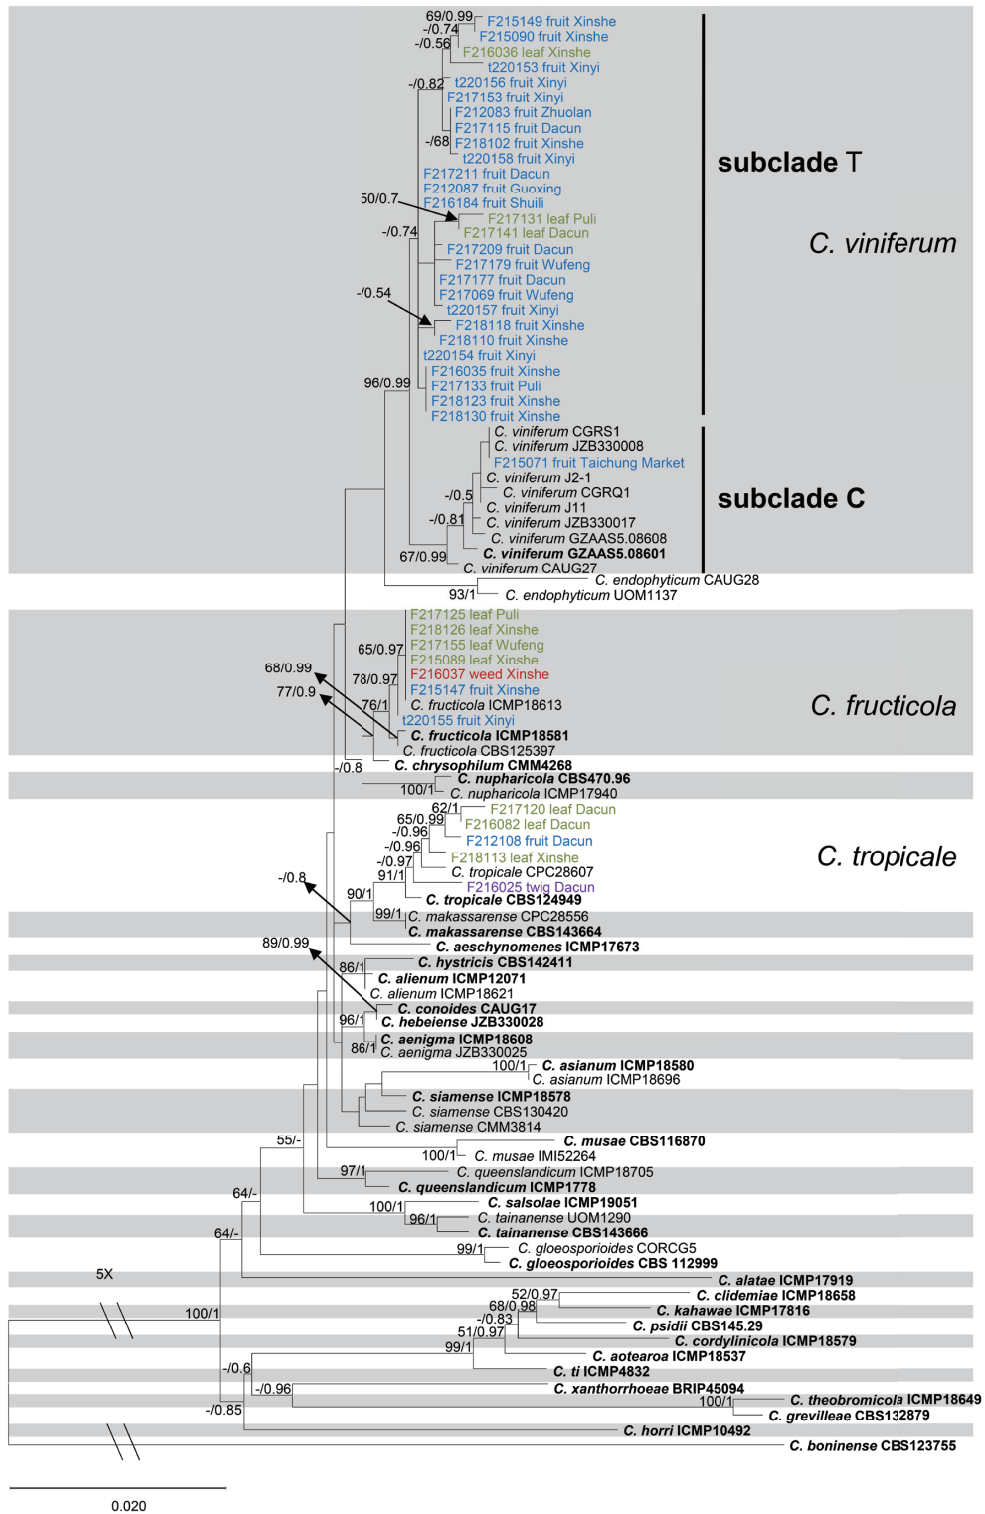 69/0.99
F215149 fruit Xinshe
-/0.74
F215090 fruit Xinshe
-/0.56
F216036 leaf Xinshe
t220153 fruit Xinyi
-/0.82
t220156 fruit Xinyi
F217153 fruit Xinyi
F212083 fruit Zhuolan
F217115 fruit Dacun
-/68
F218102 fruit Xinshe
t220158 fruit Xinyi
subclade T
F217211 fruit Dacun
F212087 fruit Guoxing
50/0.7
F216184 fruit Shuili
F217131 leaf Puli
-/0.74
F217141 leaf Dacun
C. viniferum
F217209 fruit Dacun
F217179 fruit Wufeng
F217177 fruit Dacun
-/0.54
F217069 fruit Wufeng
t220157 fruit Xinyi
F218118 fruit Xinshe
F218110 fruit Xinshe
t220154 fruit Xinyi
F216035 fruit Xinshe
96/0.99
F217133 fruit Puli
F218123 fruit Xinshe
F218130 fruit Xinshe
C. viniferum CGRS1
C. viniferum JZB330008
F215071 fruit Taichung Market
C. viniferum J2-1
-/0.5
C. viniferum CGRQ1
subclade C
C. viniferum J11
-/0.81
C. viniferum JZB330017
C. viniferum GZAAS5.08608
67/0.99
C. viniferum GZAAS5.08601
C. viniferum CAUG27
C. endophyticum CAUG28
93/1
C. endophyticum UOM1137
F217125 leaf Puli
F218126 leaf Xinshe
65/0.97
F217155 leaf Wufeng
F215089 leaf Xinshe
68/0.99
F216037 weed Xinshe
78/0.97
F215147 fruit Xinshe
77/0.9
C. fructicola ICMP18613
76/1
C. fructicola
t220155 fruit Xinyi
C. fructicola ICMP18581
C. fructicola CBS125397
-/0.8
C. chrysophilum CMM4268
C. nupharicola CBS470.96
100/1
C. nupharicola ICMP17940
62/1
F217120 leaf Dacun
65/0.99
F216082 leaf Dacun
-/0.96
F212108 fruit Dacun
-/0.96
F218113 leaf Xinshe
C. tropicale
-/0.97
C. tropicale CPC28607
91/1
-/0.8
F216025 twig Dacun
90/1
C. tropicale CBS124949
99/1
C. makassarense CPC28556
C. makassarense CBS143664
89/0.99
C. aeschynomenes ICMP17673
C. hystricis CBS142411
86/1
C. alienum ICMP12071
C. alienum ICMP18621
C. conoides CAUG17
96/1
C. hebeiense JZB330028
C. aenigma ICMP18608
86/1
C. aenigma JZB330025
100/1
C. asianum ICMP18580
C. asianum ICMP18696
C. siamense ICMP18578
C. siamense CBS130420
C. siamense CMM3814
55/-
C. musae CBS116870
100/1
C. musae IMI52264
97/1
C. queenslandicum ICMP18705
C. queenslandicum ICMP1778
64/-
C. salsolae ICMP19051
100/1
96/1
C. tainanense UOM1290
C. tainanense CBS143666
64/-
99/1
C. gloeosporioides CORCG5
C. gloeosporioides CBS 112999
5X
C. alatae ICMP17919
52/0.97
C. clidemiae ICMP18658
100/1
68/0.98
C. kahawae ICMP17816
-/0.83
C. psidii CBS145.29
51/0.97
C. cordylinicola ICMP18579
99/1
C. aotearoa ICMP18537
-/0.6
C. ti ICMP4832
-/0.96
C. xanthorrhoeae BRIP45094
100/1
C. theobromicola ICMP18649
-/0.85
C. grevilleae CBS132879
C. horri ICMP10492
C. boninense CBS123755
0.020